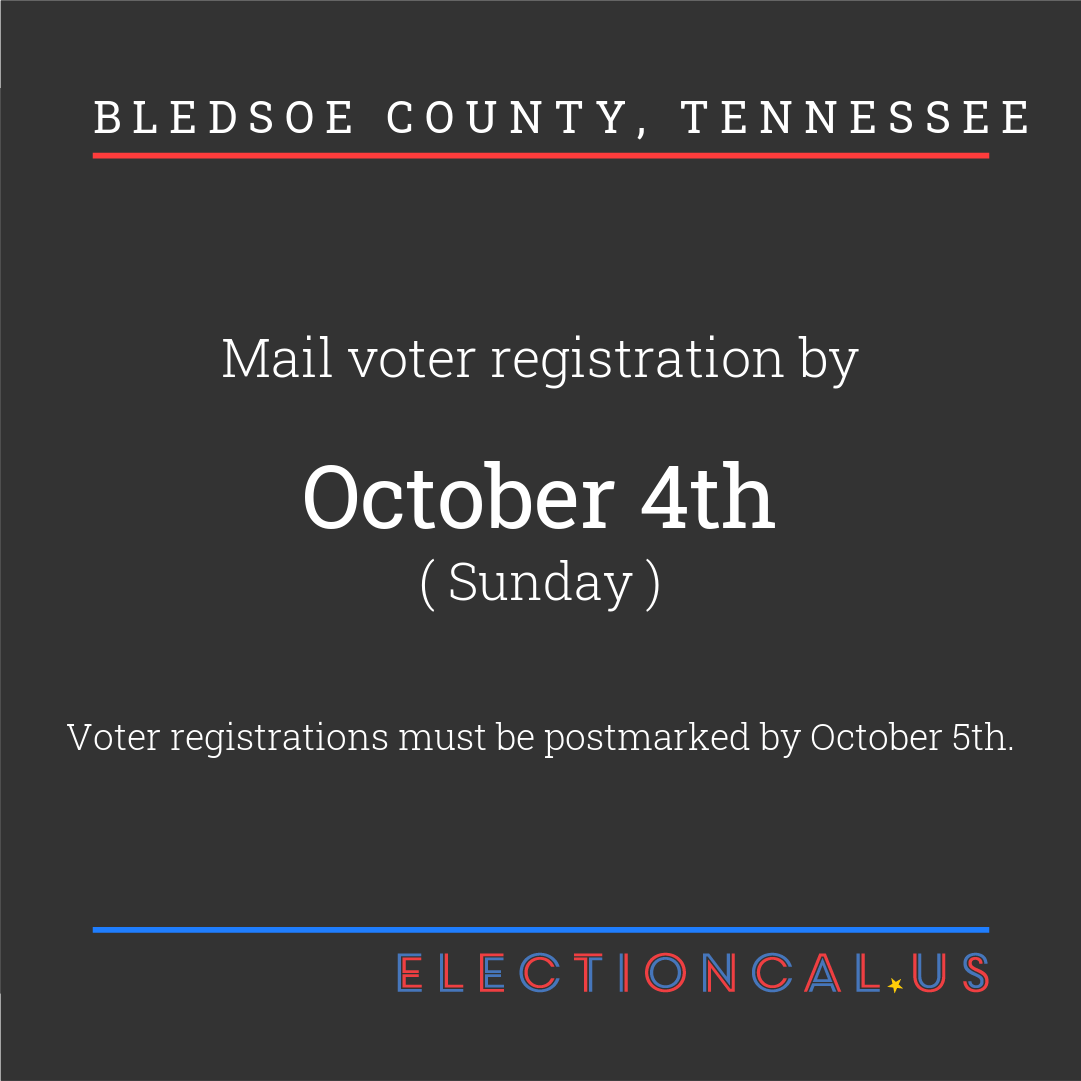 BLEDSOE COUNTY, TENNESSEE
Mail voter registration by
October 4th
( Sunday )
Voter registrations must be postmarked by October 5th.
ELECTIONCAL.US